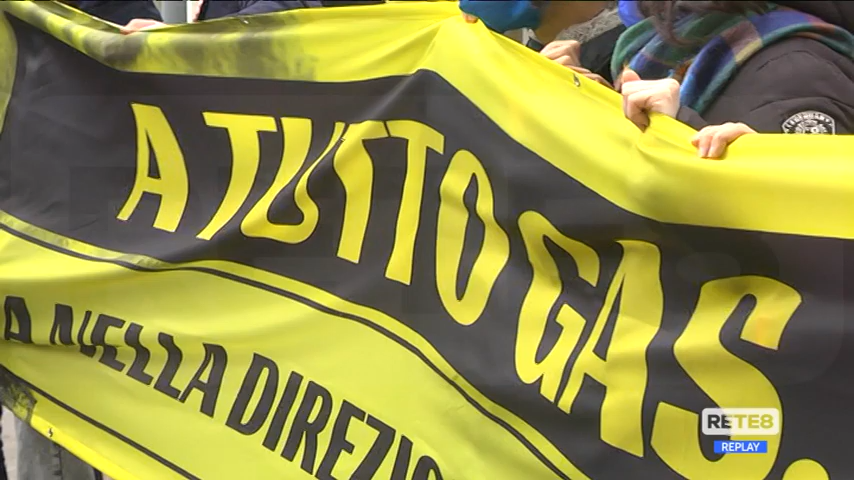 A TUTTO GAS.
A NELLA DIREZIO
RETE8
REPLAY